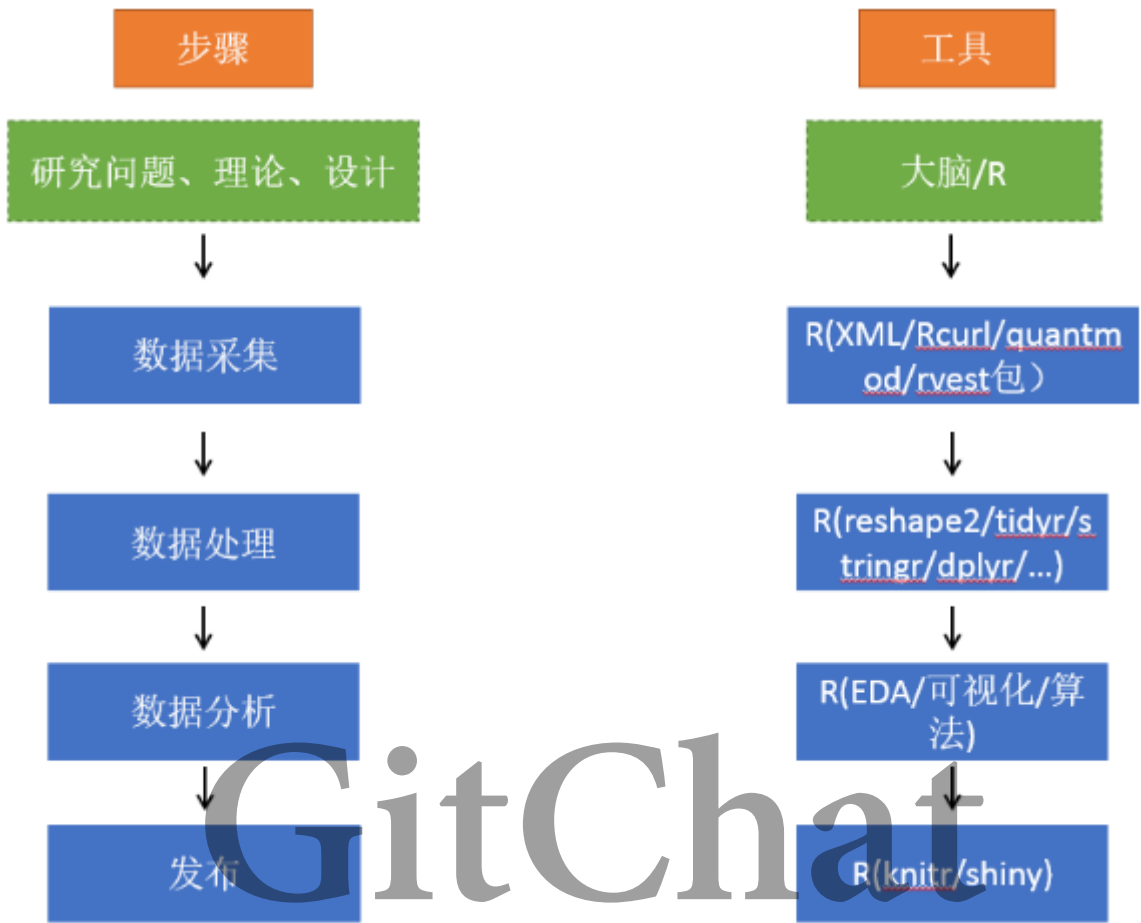 步骤
工具
研究问题、理论、设计
大脑/R
数据采集
R(XML/Rcurl/quantm
od/rvest包）
数据处理
R(reshape2/tidyr/s
tringr/dplyr/...)
数据分析
R(EDA/可视化/算
法)
发布
R(knitr/shiny)
GitChat